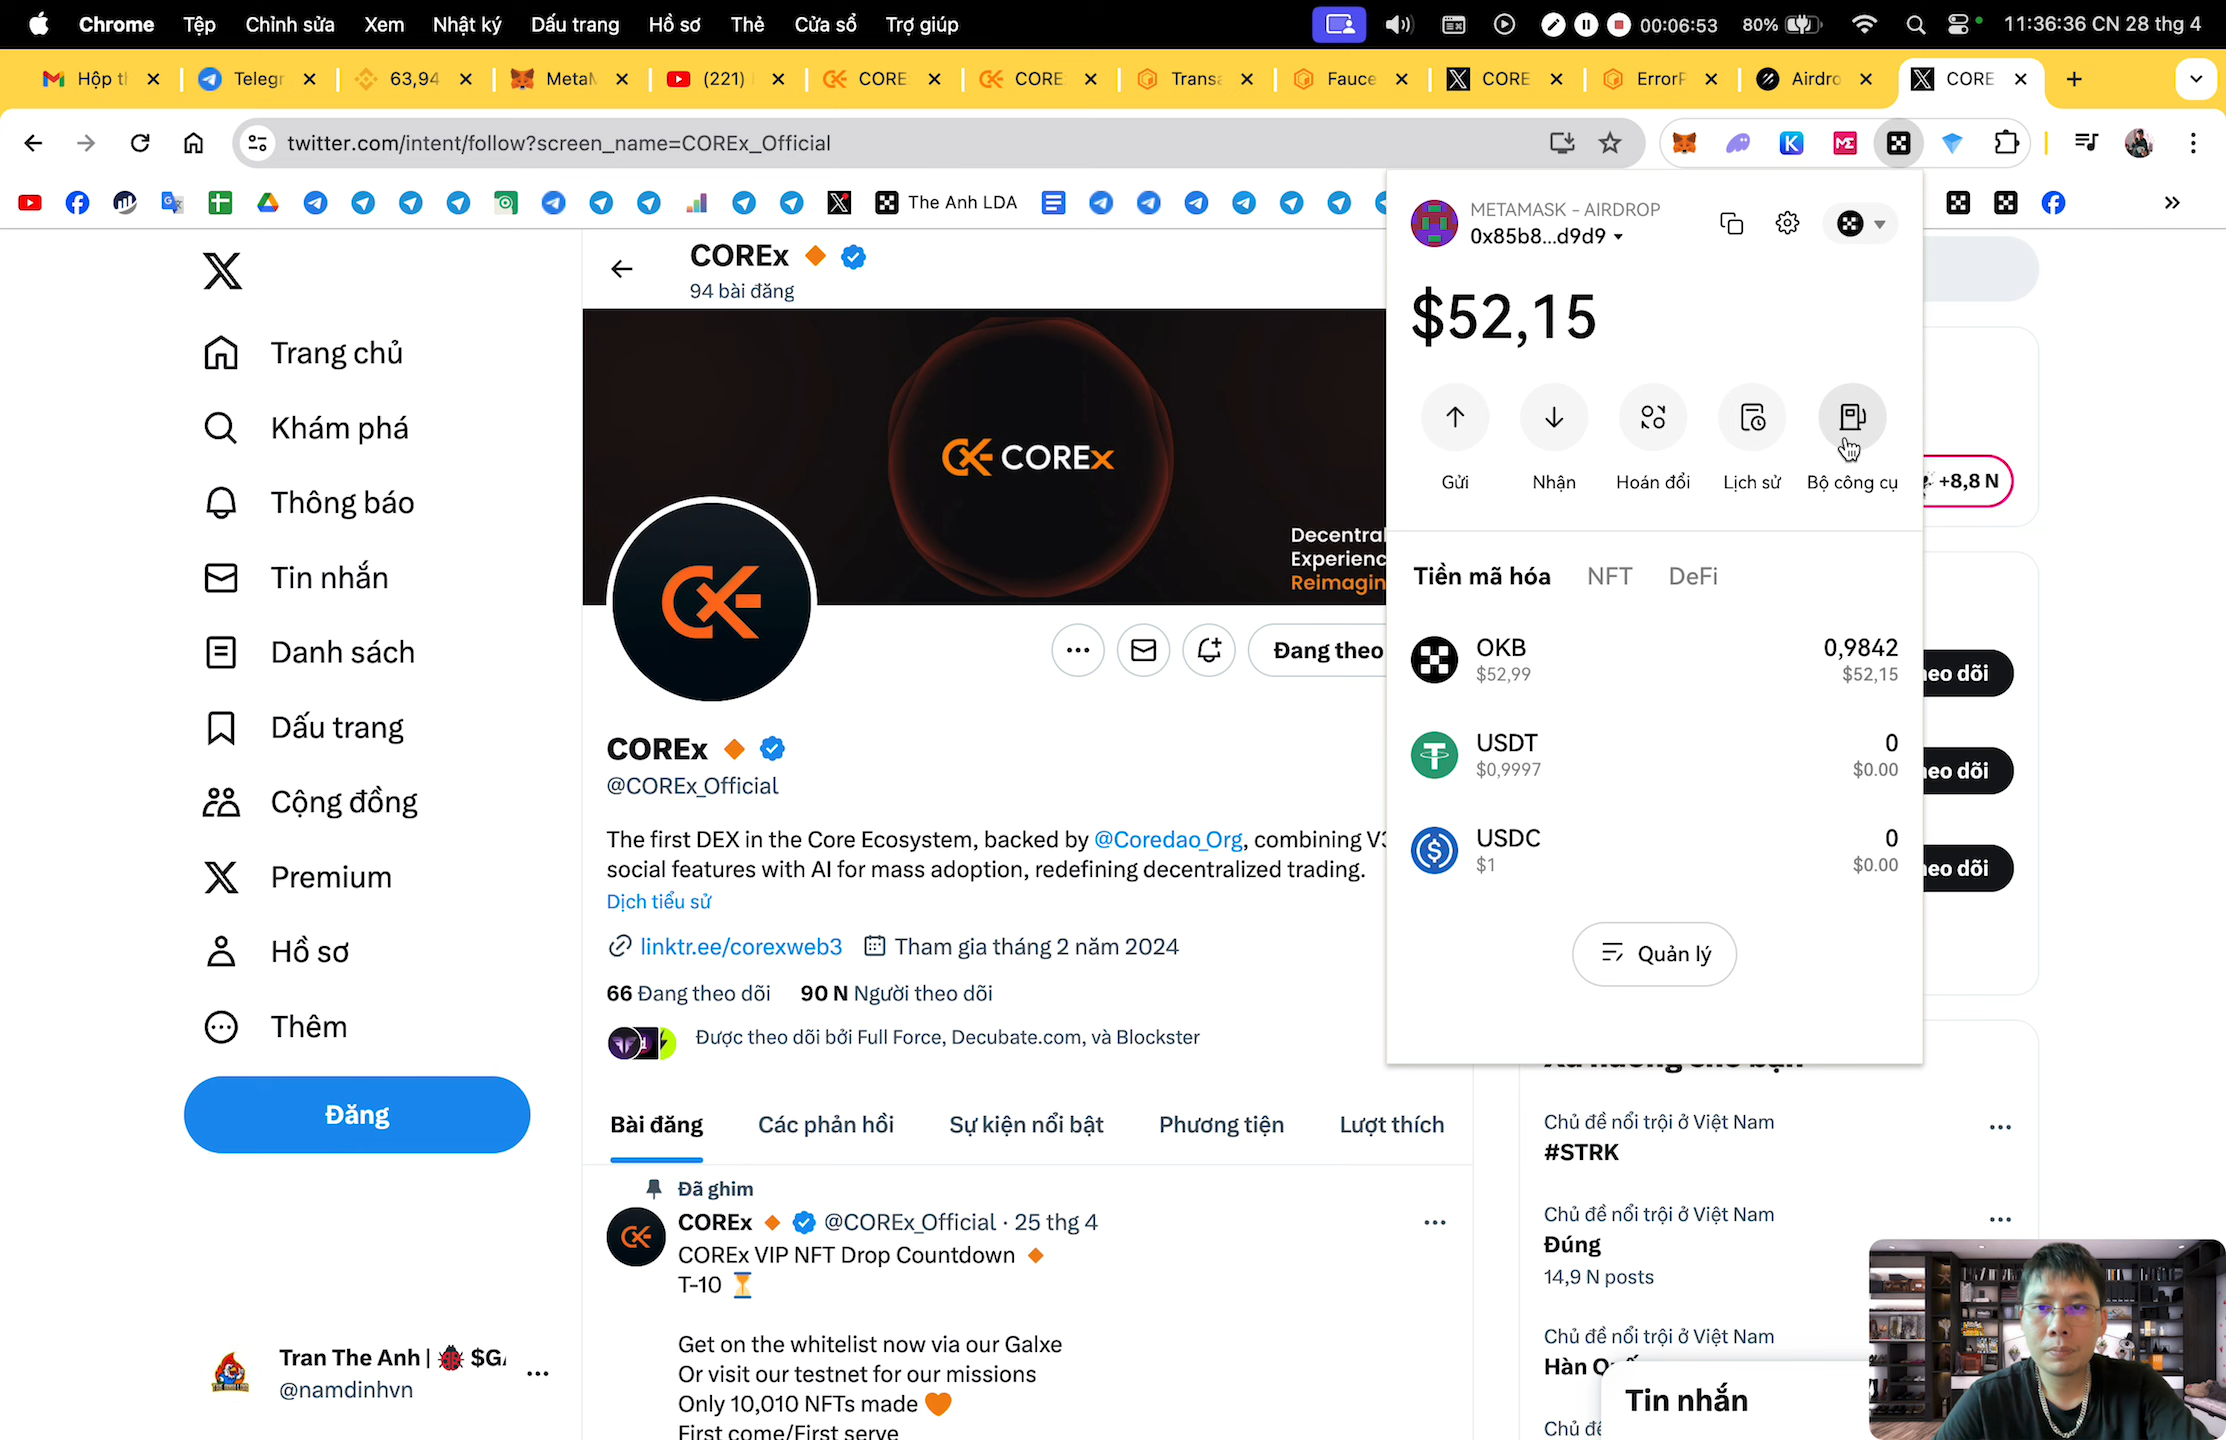 Chrome Tệp Chỉnh sửa Xem Nhật ký Dấu trang Hồ sơ Thẻ Cửa sổ Trợ giúp 00:06:53 80% 11:36:36 CN 28 thg 4
Hộp th Telegr 63,94 MetaM (221) CORE CORE Transa Fauce CORE ErrorP Airdro CORE
twitter.com/intent/follow?screen_name=COREx_Official
The Anh LDA
COREx
94 bài đăng
Trang chủ
Khám phá
Thông báo
Tin nhắn
Danh sách
Dấu trang
Cộng đồng
Premium
Hồ sơ
Thêm
Đăng
Tran The Anh |
@namdinhvn
COREx
Decentral
Experienc
Reimagin
Đang theo
COREx
@COREx_Official
The first DEX in the Core Ecosystem, backed by @Coredao_Org, combining V3
social features with AI for mass adoption, redefining decentralized trading.
Dịch tiểu sử
linktr.ee/corexweb3 Tham gia tháng 2 năm 2024
66 Đang theo dõi 90 N Người theo dõi
Được theo dõi bởi Full Force, Decubate.com, và Blockster
Bài đăng Các phản hồi Sự kiện nổi bật Phương tiện Lượt thích
Đã ghim
COREx @COREx_Official · 25 thg 4
COREx VIP NFT Drop Countdown
T-10
Get on the whitelist now via our Galxe
Or visit our testnet for our missions
Only 10,010 NFTs made
First come/First serve
METAMASK - AIRDROP
0x85b8...d9d9
$52,15
Gửi Nhận Hoán đổi Lịch sử Bộ công cụ
Tiền mã hóa NFT DeFi
OKB 0,9842
$52,99 $52,15
USDT 0
$0,9997 $0.00
USDC 0
$1 $0.00
Quản lý
+8,8 N
eo dõi
eo dõi
eo dõi
Chủ đề nổi trội ở Việt Nam
#STRK
Chủ đề nổi trội ở Việt Nam
Đúng
14,9 N posts
Chủ đề nổi trội ở Việt Nam
Hàn
Tin nhắn